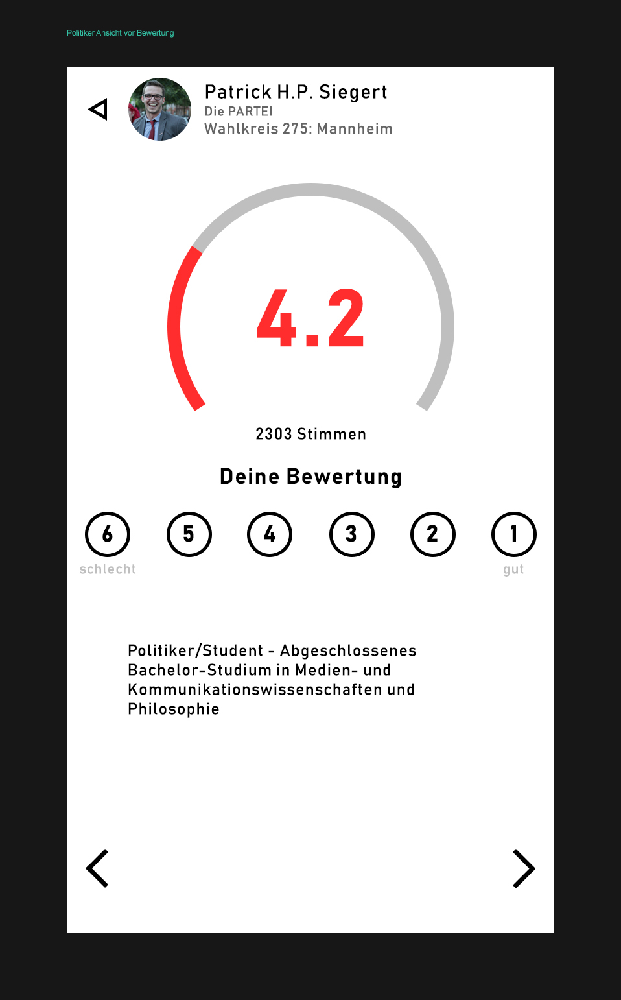 Politiker Ansicht vor Bewertung
Patrick H.P. Siegert
Die PARTEI
Wahlkreis 275: Mannheim
4.2
2303 Stimmen
Deine Bewertung
6 5 4 3 2 1
schlecht gut
Politiker/Student - Abgeschlossenes
Bachelor-Studium in Medien- und
Kommunikationswissenschaften und
Philosophie